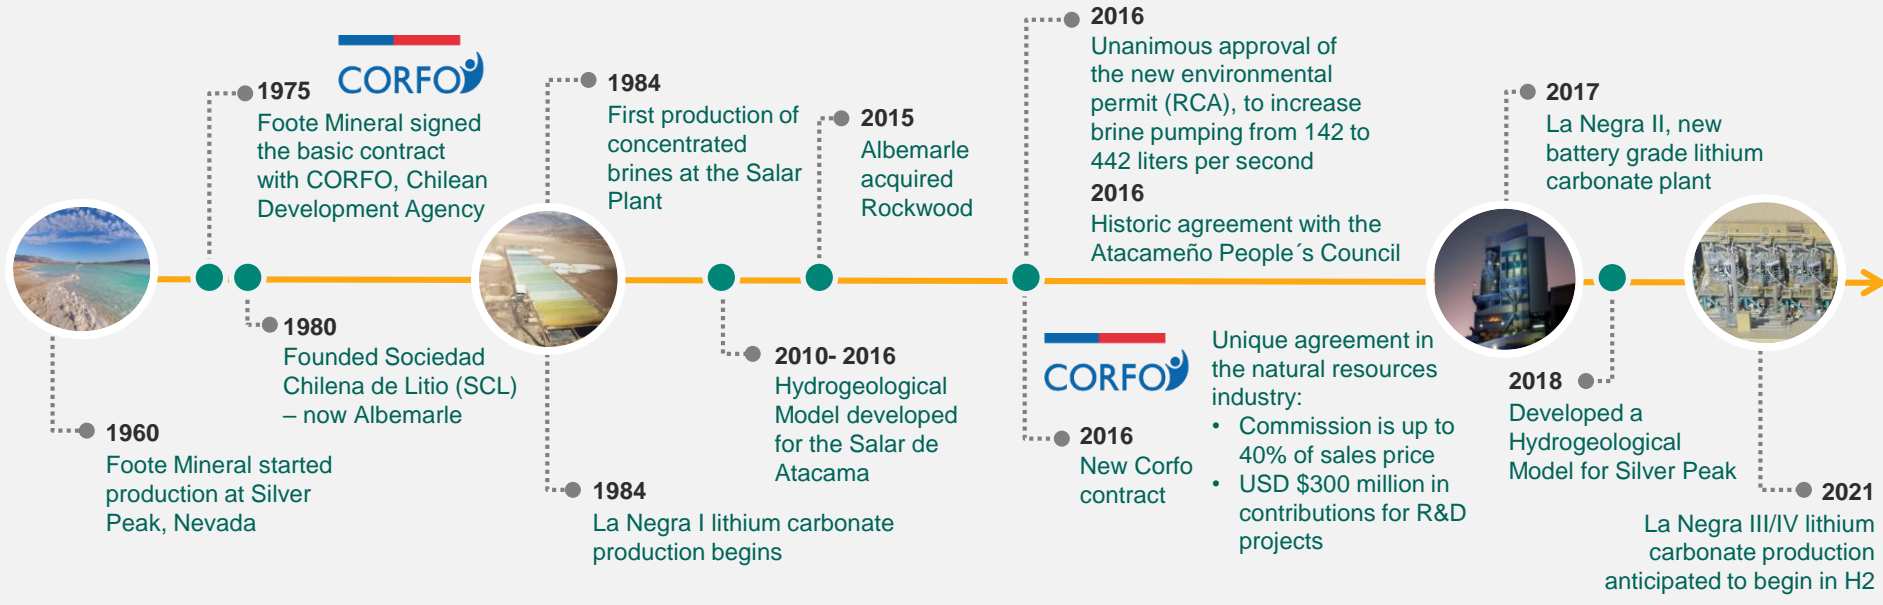 1960
Foote Mineral started
production at Silver
Peak, Nevada
CORFO
1975
Foote Mineral signed
the basic contract
with CORFO, Chilean
Development Agency
1980
Founded Sociedad
Chilena de Litio (SCL)
– now Albemarle
1984
First production of
concentrated
brines at the Salar
Plant
1984
La Negra I lithium carbonate
production begins
2010- 2016
Hydrogeological
Model developed
for the Salar de
Atacama
2015
Albemarle
acquired
Rockwood
2016
Unanimous approval of
the new environmental
permit (RCA), to increase
brine pumping from 142 to
442 liters per second
2016
Historic agreement with the
Atacameño People´s Council
CORFO
2016
New Corfo
contract
Unique agreement in
the natural resources
industry:
• Commission is up to
40% of sales price
• USD $300 million in
contributions for R&D
projects
2017
La Negra II, new
battery grade lithium
carbonate plant
2018
Developed a
Hydrogeological
Model for Silver Peak
2021
La Negra III/IV lithium
carbonate production
anticipated to begin in H2